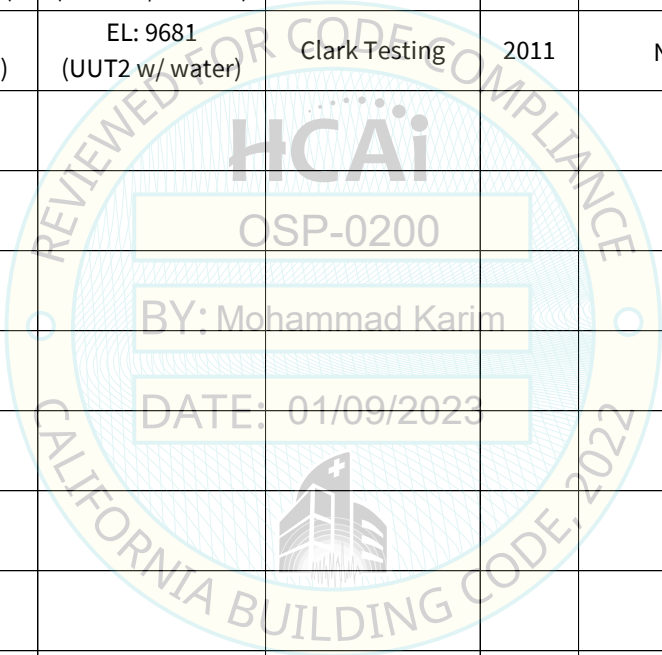 EL: 9681
)
(UUT2 w/ water)
Clark Testing
2011
REVIEWED FOR CODE COMPLIANCE
HCAi
OSP-0200
BY: Mohammad Karim
DATE: 01/09/2023
CALIFORNIA BUILDING CODE, 2022